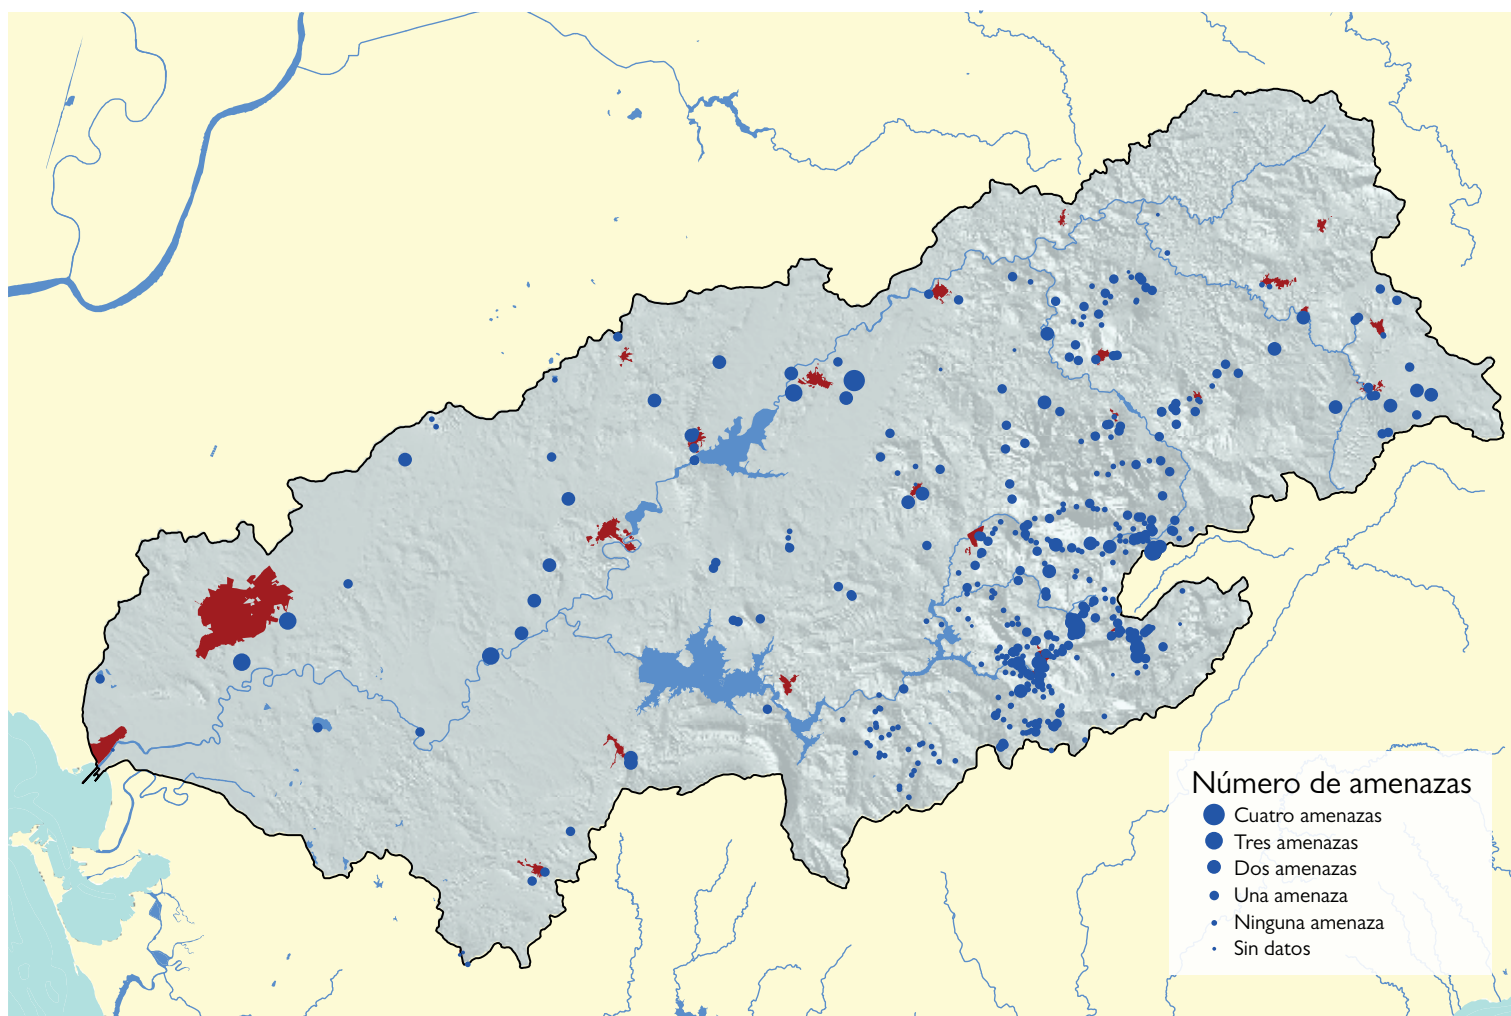 Número de amenazas
Cuatro amenazas
Tres amenazas
Dos amenazas
Una amenaza
Ninguna amenaza
Sin datos